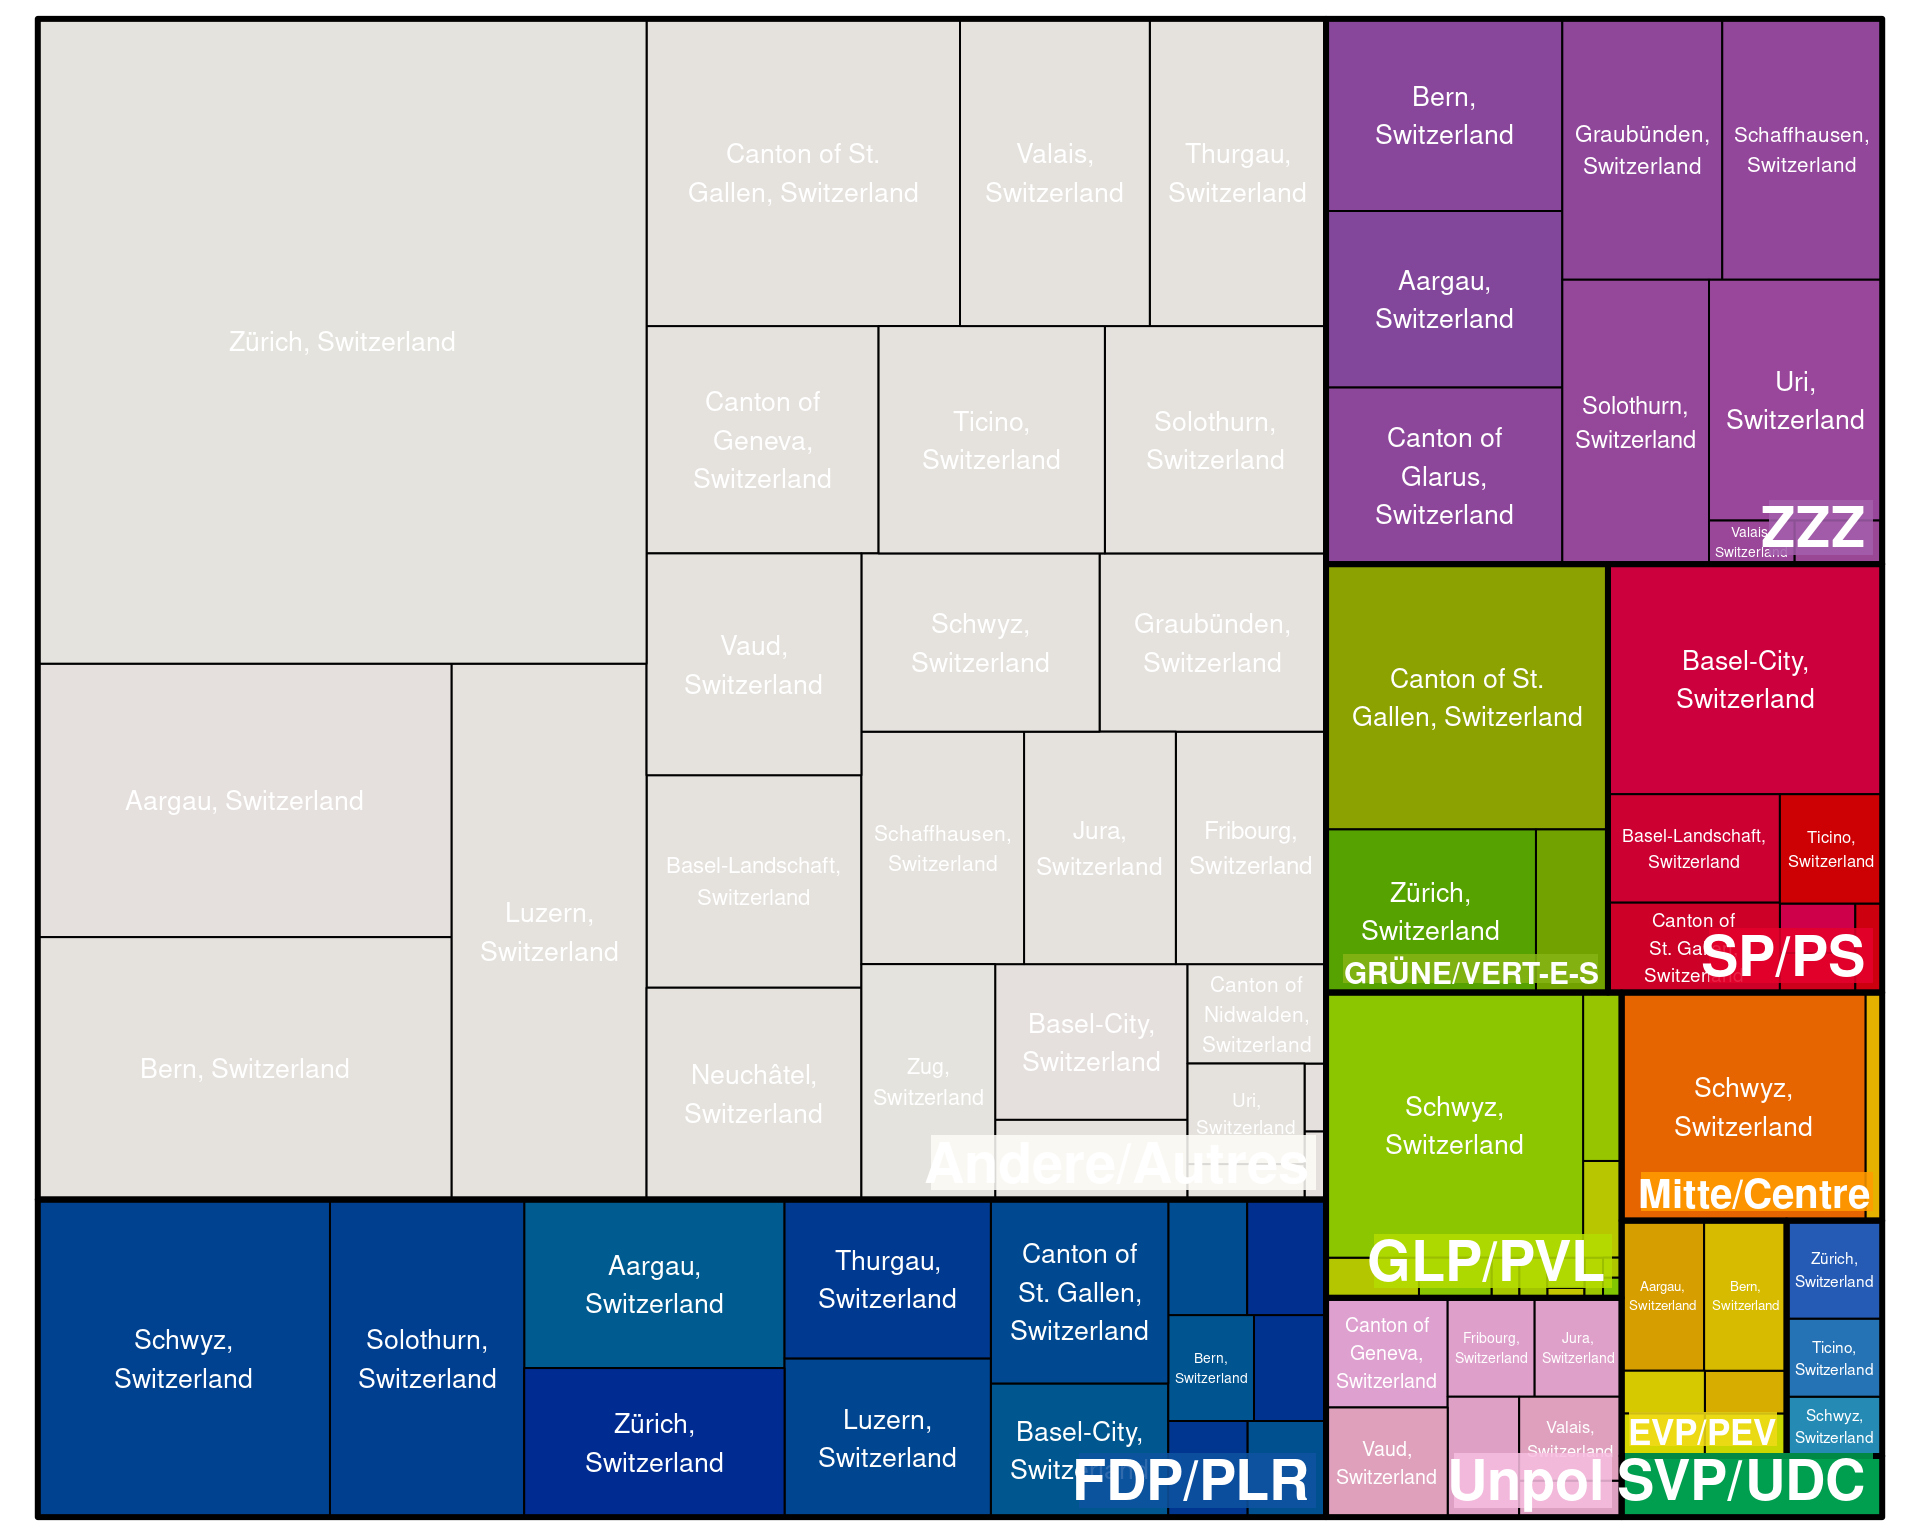 Zürich, Switzerland
Canton of St.
Gallen, Switzerland
Valais,
Switzerland
Thurgau,
Switzerland
Canton of
Geneva,
Switzerland
Ticino,
Switzerland
Solothurn,
Switzerland
Aargau, Switzerland
Bern, Switzerland
Luzern,
Switzerland
Vaud,
Switzerland
Schwyz,
Switzerland
Graubünden,
Switzerland
Basel-Landschaft,
Switzerland
Schaffhausen,
Switzerland
Jura,
Switzerland
Fribourg,
Switzerland
Neuchâtel,
Switzerland
Zug,
Switzerland
Basel-City,
Switzerland
Canton of
Nidwalden,
Switzerland
Uri,
Switzerland
Andere/Autres
Bern,
Switzerland
Graubünden,
Switzerland
Schaffhausen,
Switzerland
Aargau,
Switzerland
Canton of
Glarus,
Switzerland
Solothurn,
Switzerland
Uri,
Switzerland
Valais,
Switzerland
ZZZ
Canton of St.
Gallen, Switzerland
Zürich,
Switzerland
GRÜNE/VERT-E-S
Basel-City,
Switzerland
Basel-Landschaft,
Switzerland
Ticino,
Switzerland
Canton of
St. Gallen,
Switzerland
SP/PS
Schwyz,
Switzerland
GLP/PVL
Schwyz,
Switzerland
Mitte/Centre
Schwyz,
Switzerland
Solothurn,
Switzerland
Aargau,
Switzerland
Zürich,
Switzerland
Thurgau,
Switzerland
Luzern,
Switzerland
Canton of
St. Gallen,
Switzerland
Basel-City,
Switzerland
Bern,
Switzerland
FDP/PLR
Canton of
Geneva,
Switzerland
Fribourg,
Switzerland
Jura,
Switzerland
Vaud,
Switzerland
Valais,
Switzerland
Unpol
Aargau,
Switzerland
Bern,
Switzerland
EVP/PEV
Zürich,
Switzerland
Ticino,
Switzerland
Schwyz,
Switzerland
SVP/UDC